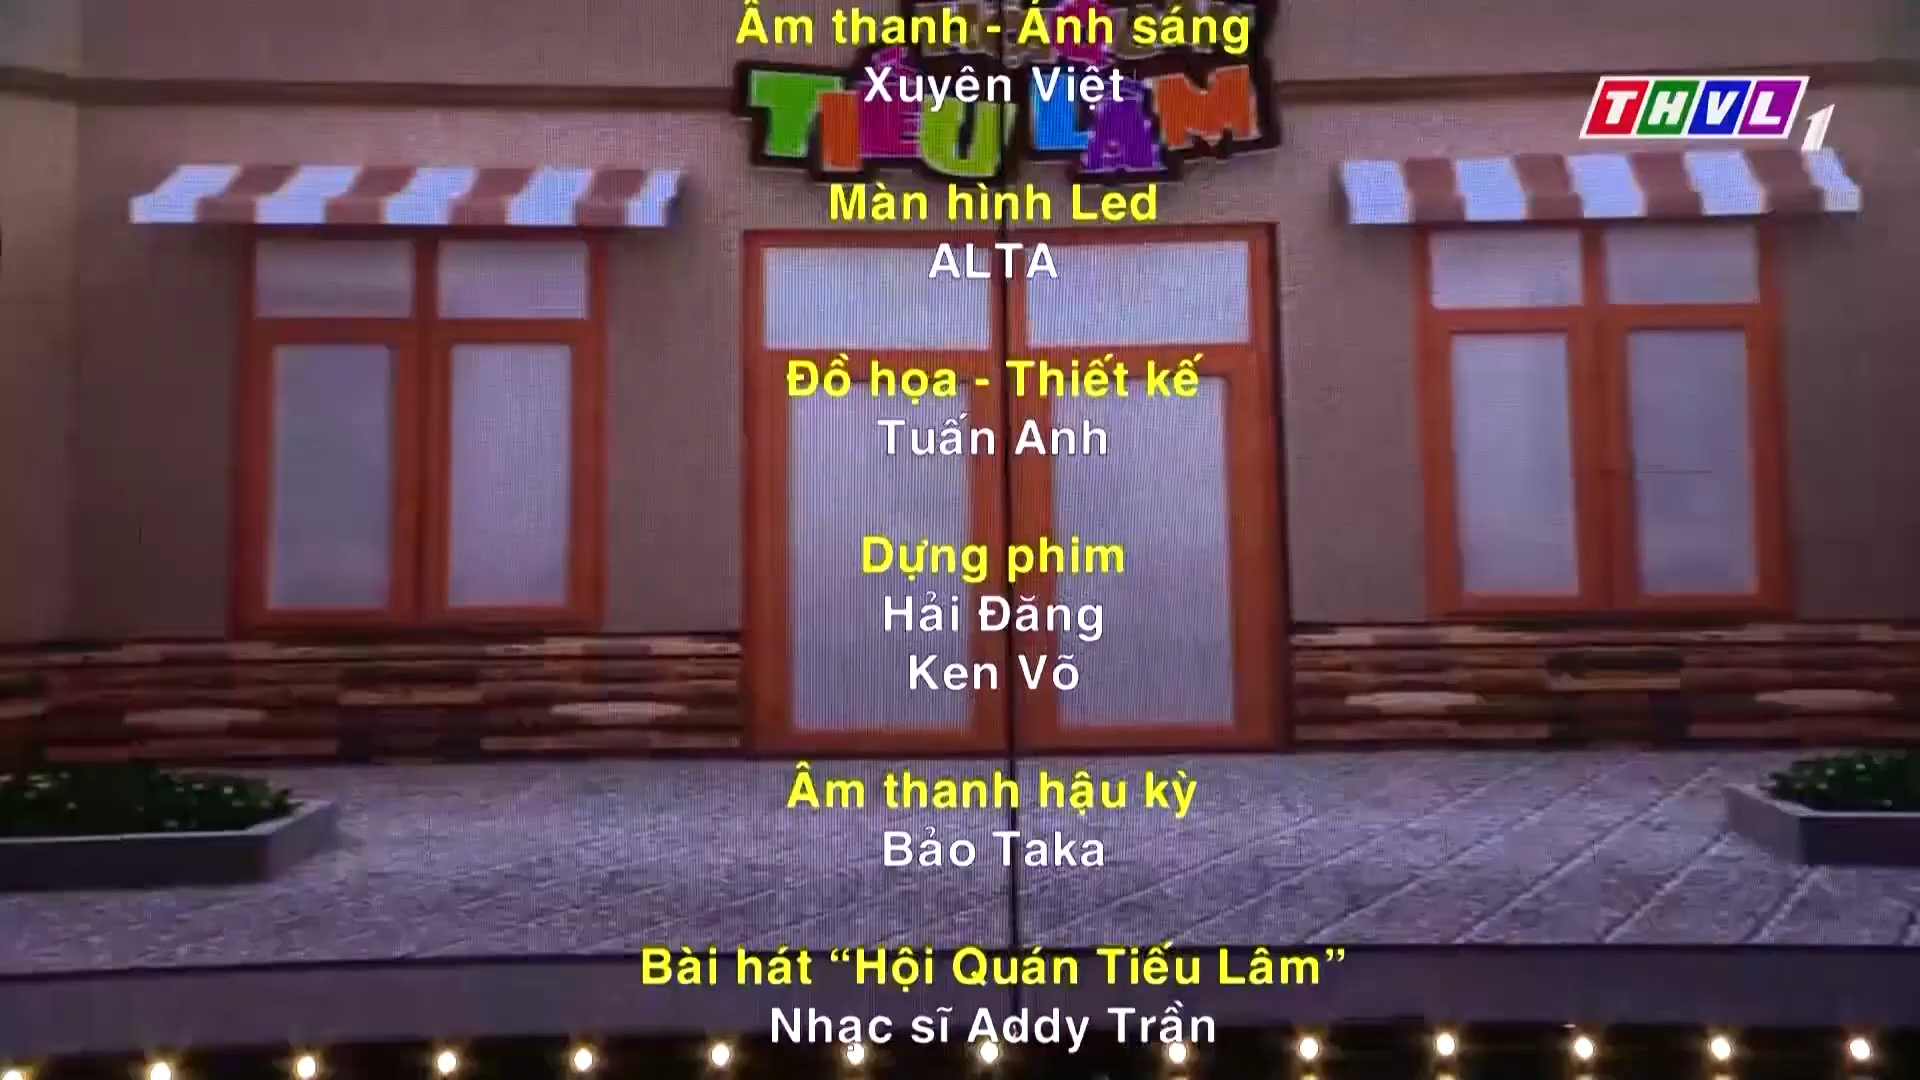 Âm thanh - Ánh sáng
Xuyên Việt
TIẾU LÂM
THVL1
Màn hình Led
ALTA
Đồ họa - Thiết kế
Tuấn Anh
Dựng phim
Hải Đăng
Ken Võ
Âm thanh hậu kỳ
Bảo Taka
Bài hát “Hội Quán Tiếu Lâm”
Nhạc sĩ Addy Trần